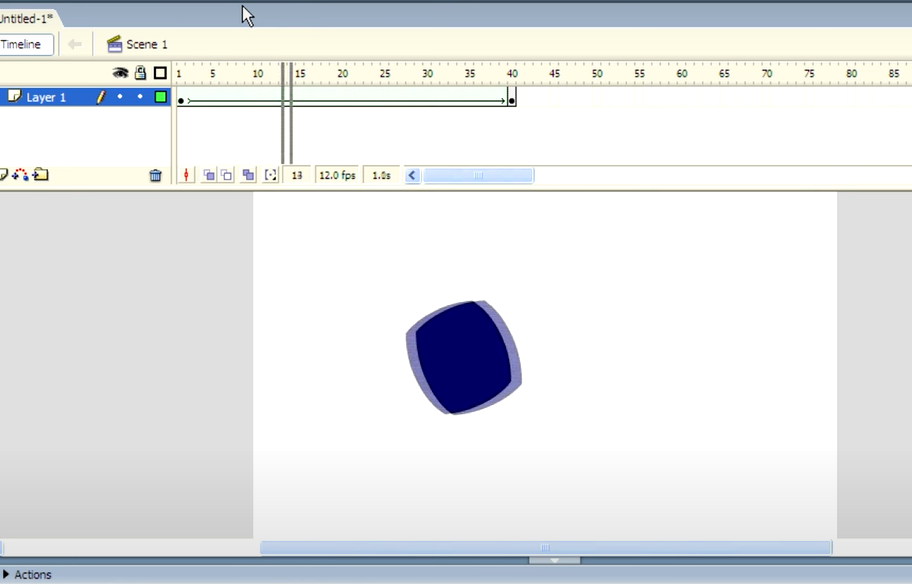 Untitled-1*
Timeline
Scene 1
1 5 10 15 20 25 30 35 40 45 50 55 60 65 70 75 80 85
Layer 1
13 12.0 fps 1.0s
Actions